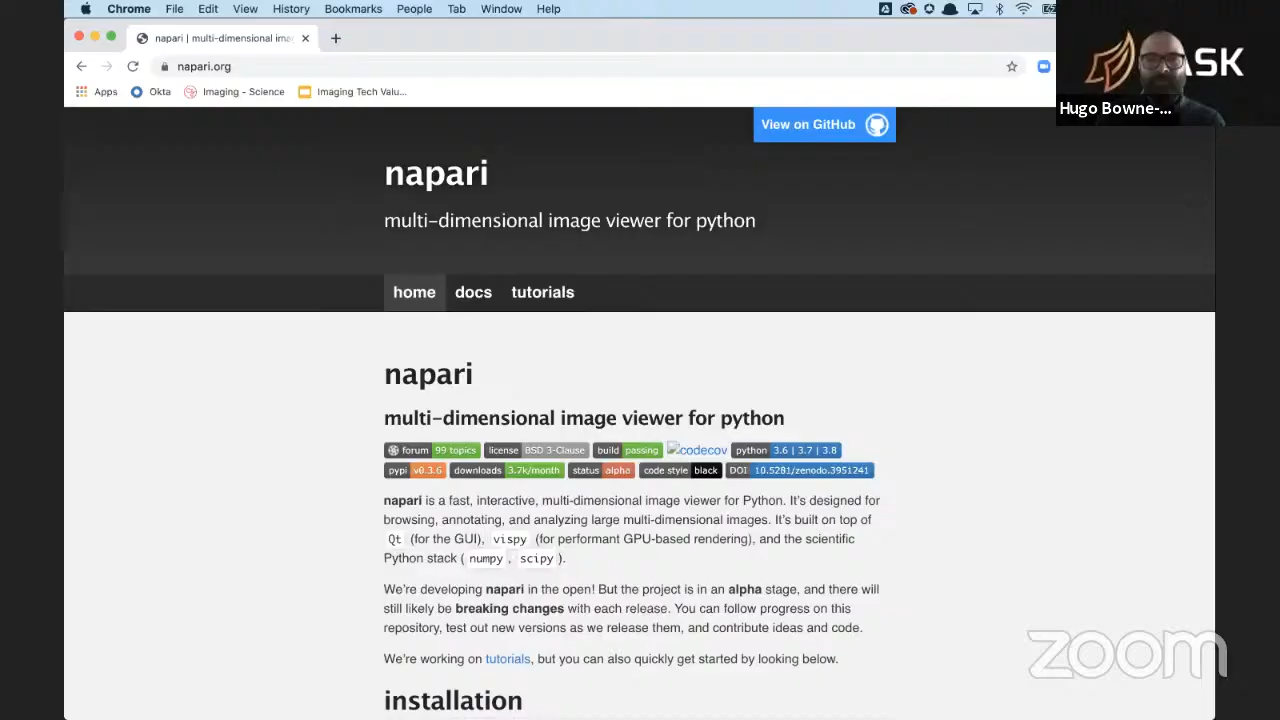 Chrome File Edit View History Bookmarks People Tab Window Help
napari | multi-dimensional ima
napari.org
Apps Okta Imaging - Science Imaging Tech Valu...
ASK
Hugo Bowne-...
View on GitHub
napari
multi-dimensional image viewer for python
home docs tutorials
napari
multi-dimensional image viewer for python
forum 99 topics license BSD 3-Clause build passing codecov python 3.6 | 3.7 | 3.8
pypi v0.3.6 downloads 3.7k/month status alpha code style black DOI 10.5281/zenodo.3951241
napari is a fast, interactive, multi-dimensional image viewer for Python. It's designed for
browsing, annotating, and analyzing large multi-dimensional images. It's built on top of
Qt (for the GUI), vispy (for performant GPU-based rendering), and the scientific
Python stack ( numpy , scipy ).
We're developing napari in the open! But the project is in an alpha stage, and there will
still likely be breaking changes with each release. You can follow progress on this
repository, test out new versions as we release them, and contribute ideas and code.
We're working on tutorials, but you can also quickly get started by looking below.
zoom
installation